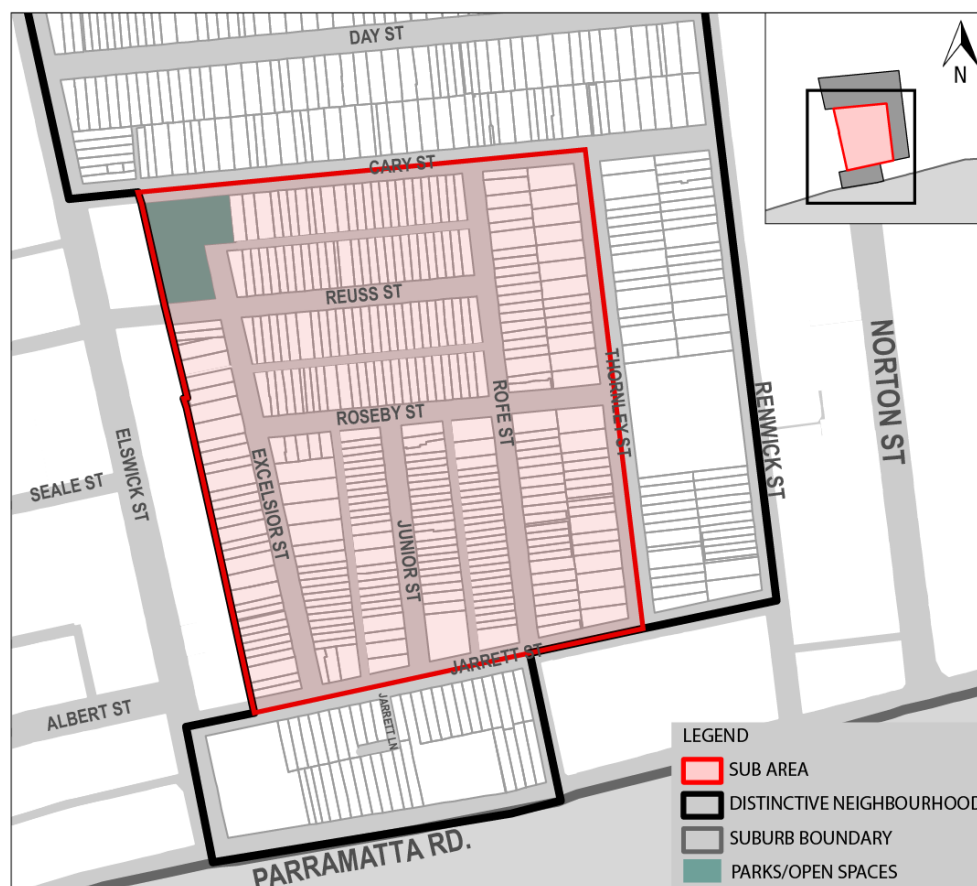 DAY ST
N
CARY ST
REUSS ST
ROSEBY ST
ROFE ST
THORNLEY ST
NORTON ST
RENWICK ST
ELSWICK ST
SEALE ST
EXCELSIOR ST
JUNIOR ST
JARRETT ST
ALBERT ST
JARRETT LN
PARRAMATTA RD.
LEGEND
SUB AREA
DISTINCTIVE NEIGHBOURHOOD
SUBURB BOUNDARY
PARKS/OPEN SPACES